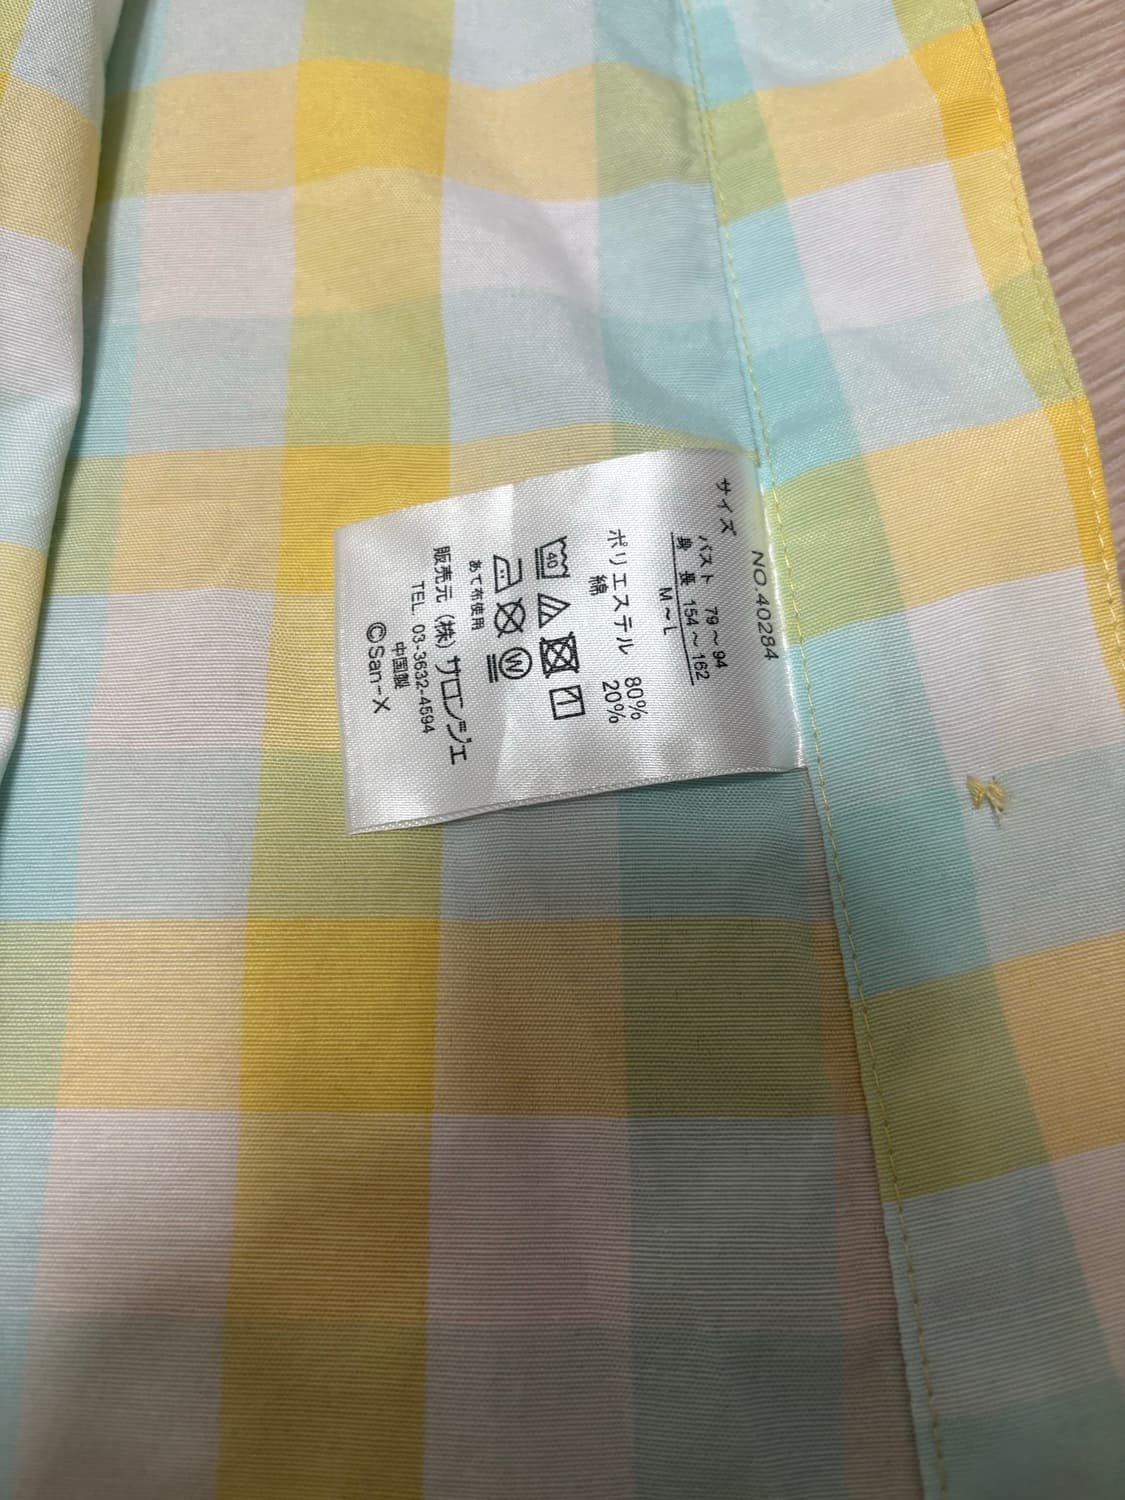 NO.40284
サイズ
バスト 79～94
身長 154～162
M～L
ポリエステル 80%
綿 20%
40
W
あて布使用
販売元(株)サロンジェ
TEL. 03-3632-4594
中国製
©San-X